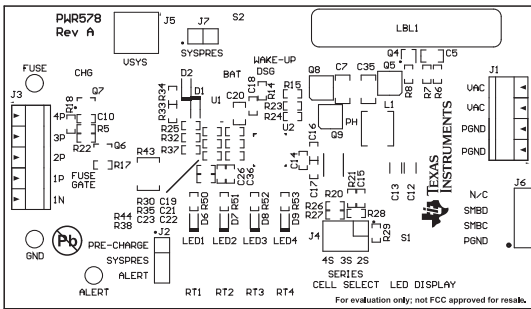 PWR578
Rev A
J5
VSYS
J7
SYSPRES
S2
LBL1
FUSE
J3
CHG
Q7
R18
4P
3P
2P
1P
1N
C10
R5
R22
Q6
R17
FUSE
GATE
R43
R34
R33
R25
R32
R37
D2
D1
U1
BAT
C20
C18
WAKE-UP
DSG
R14
R15
R23
R24
U2
Q8
C7
C35
Q5
Q4
C5
R8
R7
R6
J1
VAC
VAC
PGND
PGND
PH
Q9
L1
C16
C14
C17
C26
C36
R21
C15
C13
C12
TEXAS
INSTRUMENTS
N/C
SMBD
SMBC
PGND
J6
R30 C19
R35 C21
R44 C23 C22
R38
D6
R50
D7
R51
D8
R52
D9
R53
R20
R26
R27
R28
R29
J4
S1
4S 3S 2S
LED1 LED2 LED3 LED4
GND
Pb
J2
PRE-CHARGE
SYSPRES
ALERT
ALERT
RT1 RT2 RT3 RT4
SERIES
CELL SELECT LED DISPLAY
For evaluation only; not FCC approved for resale.